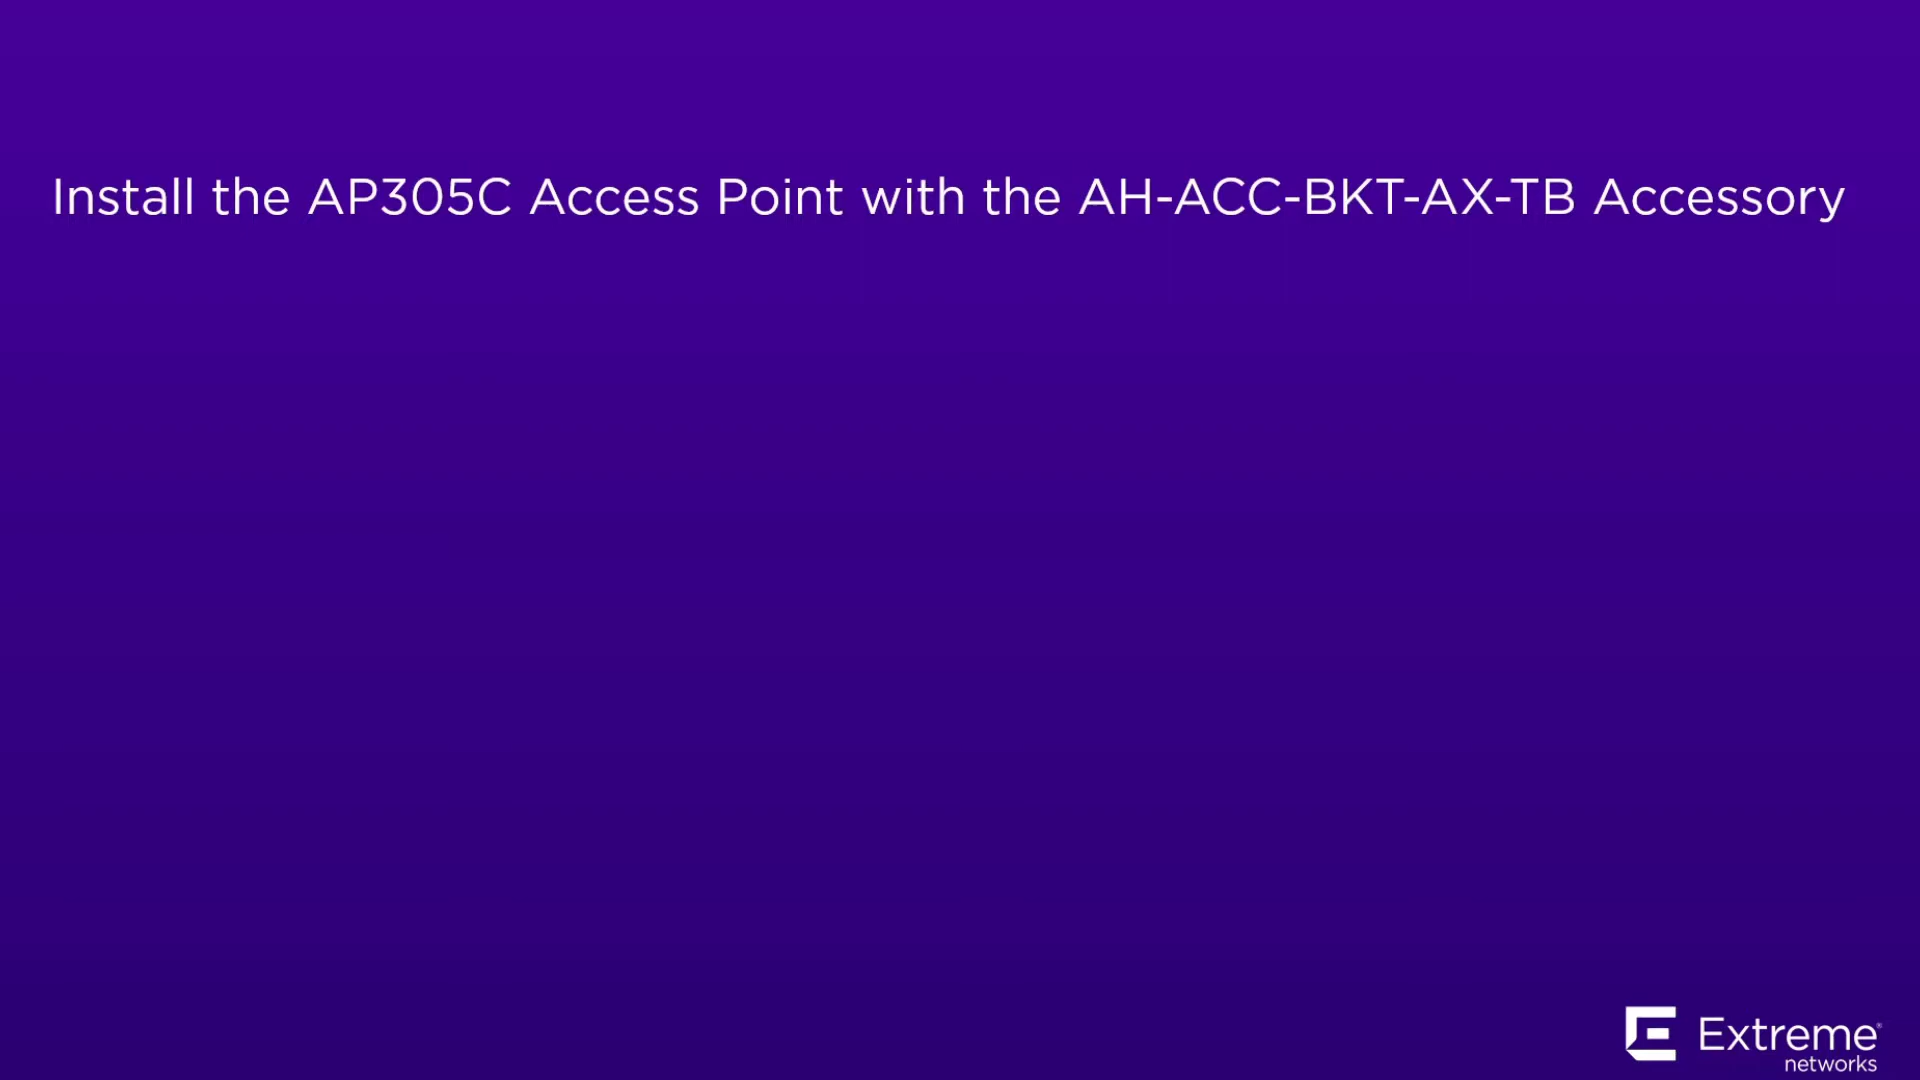 Install the AP305C Access Point with the AH-ACC-BKT-AX-TB Accessory
Extreme®
networks